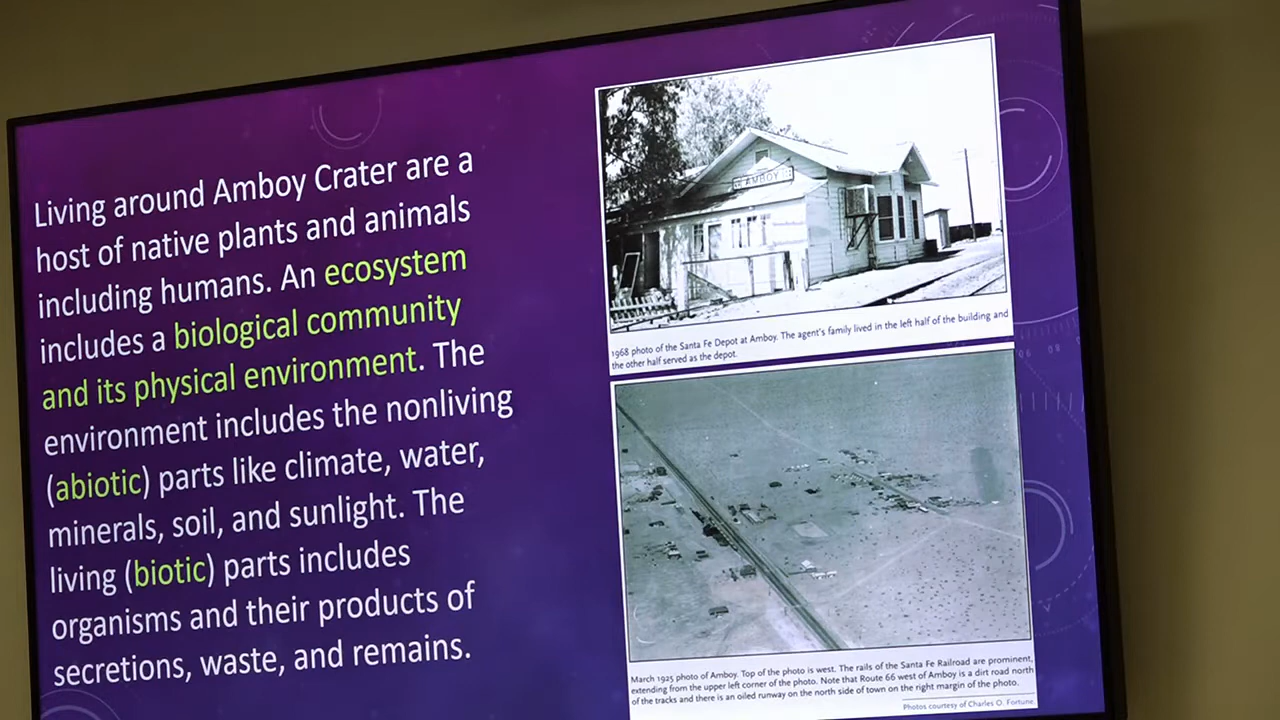 Living around Amboy Crater are a
host of native plants and animals
including humans. An ecosystem
includes a biological community
and its physical environment. The
environment includes the nonliving
(abiotic) parts like climate, water,
minerals, soil, and sunlight. The
living (biotic) parts includes
organisms and their products of
secretions, waste, and remains.
AMBOY
1968 photo of the Santa Fe Depot at Amboy. The agent's family lived in the left half of the building and
the other half served as the depot.
March 1925 photo of Amboy. Top of the photo is west. The rails of the Santa Fe Railroad are prominent,
extending from the upper left corner of the photo. Note that Route 66 west of Amboy is a dirt road north
of the tracks and there is an oiled runway on the north side of town on the right margin of the photo.
Photos courtesy of Charles O. Fortune.